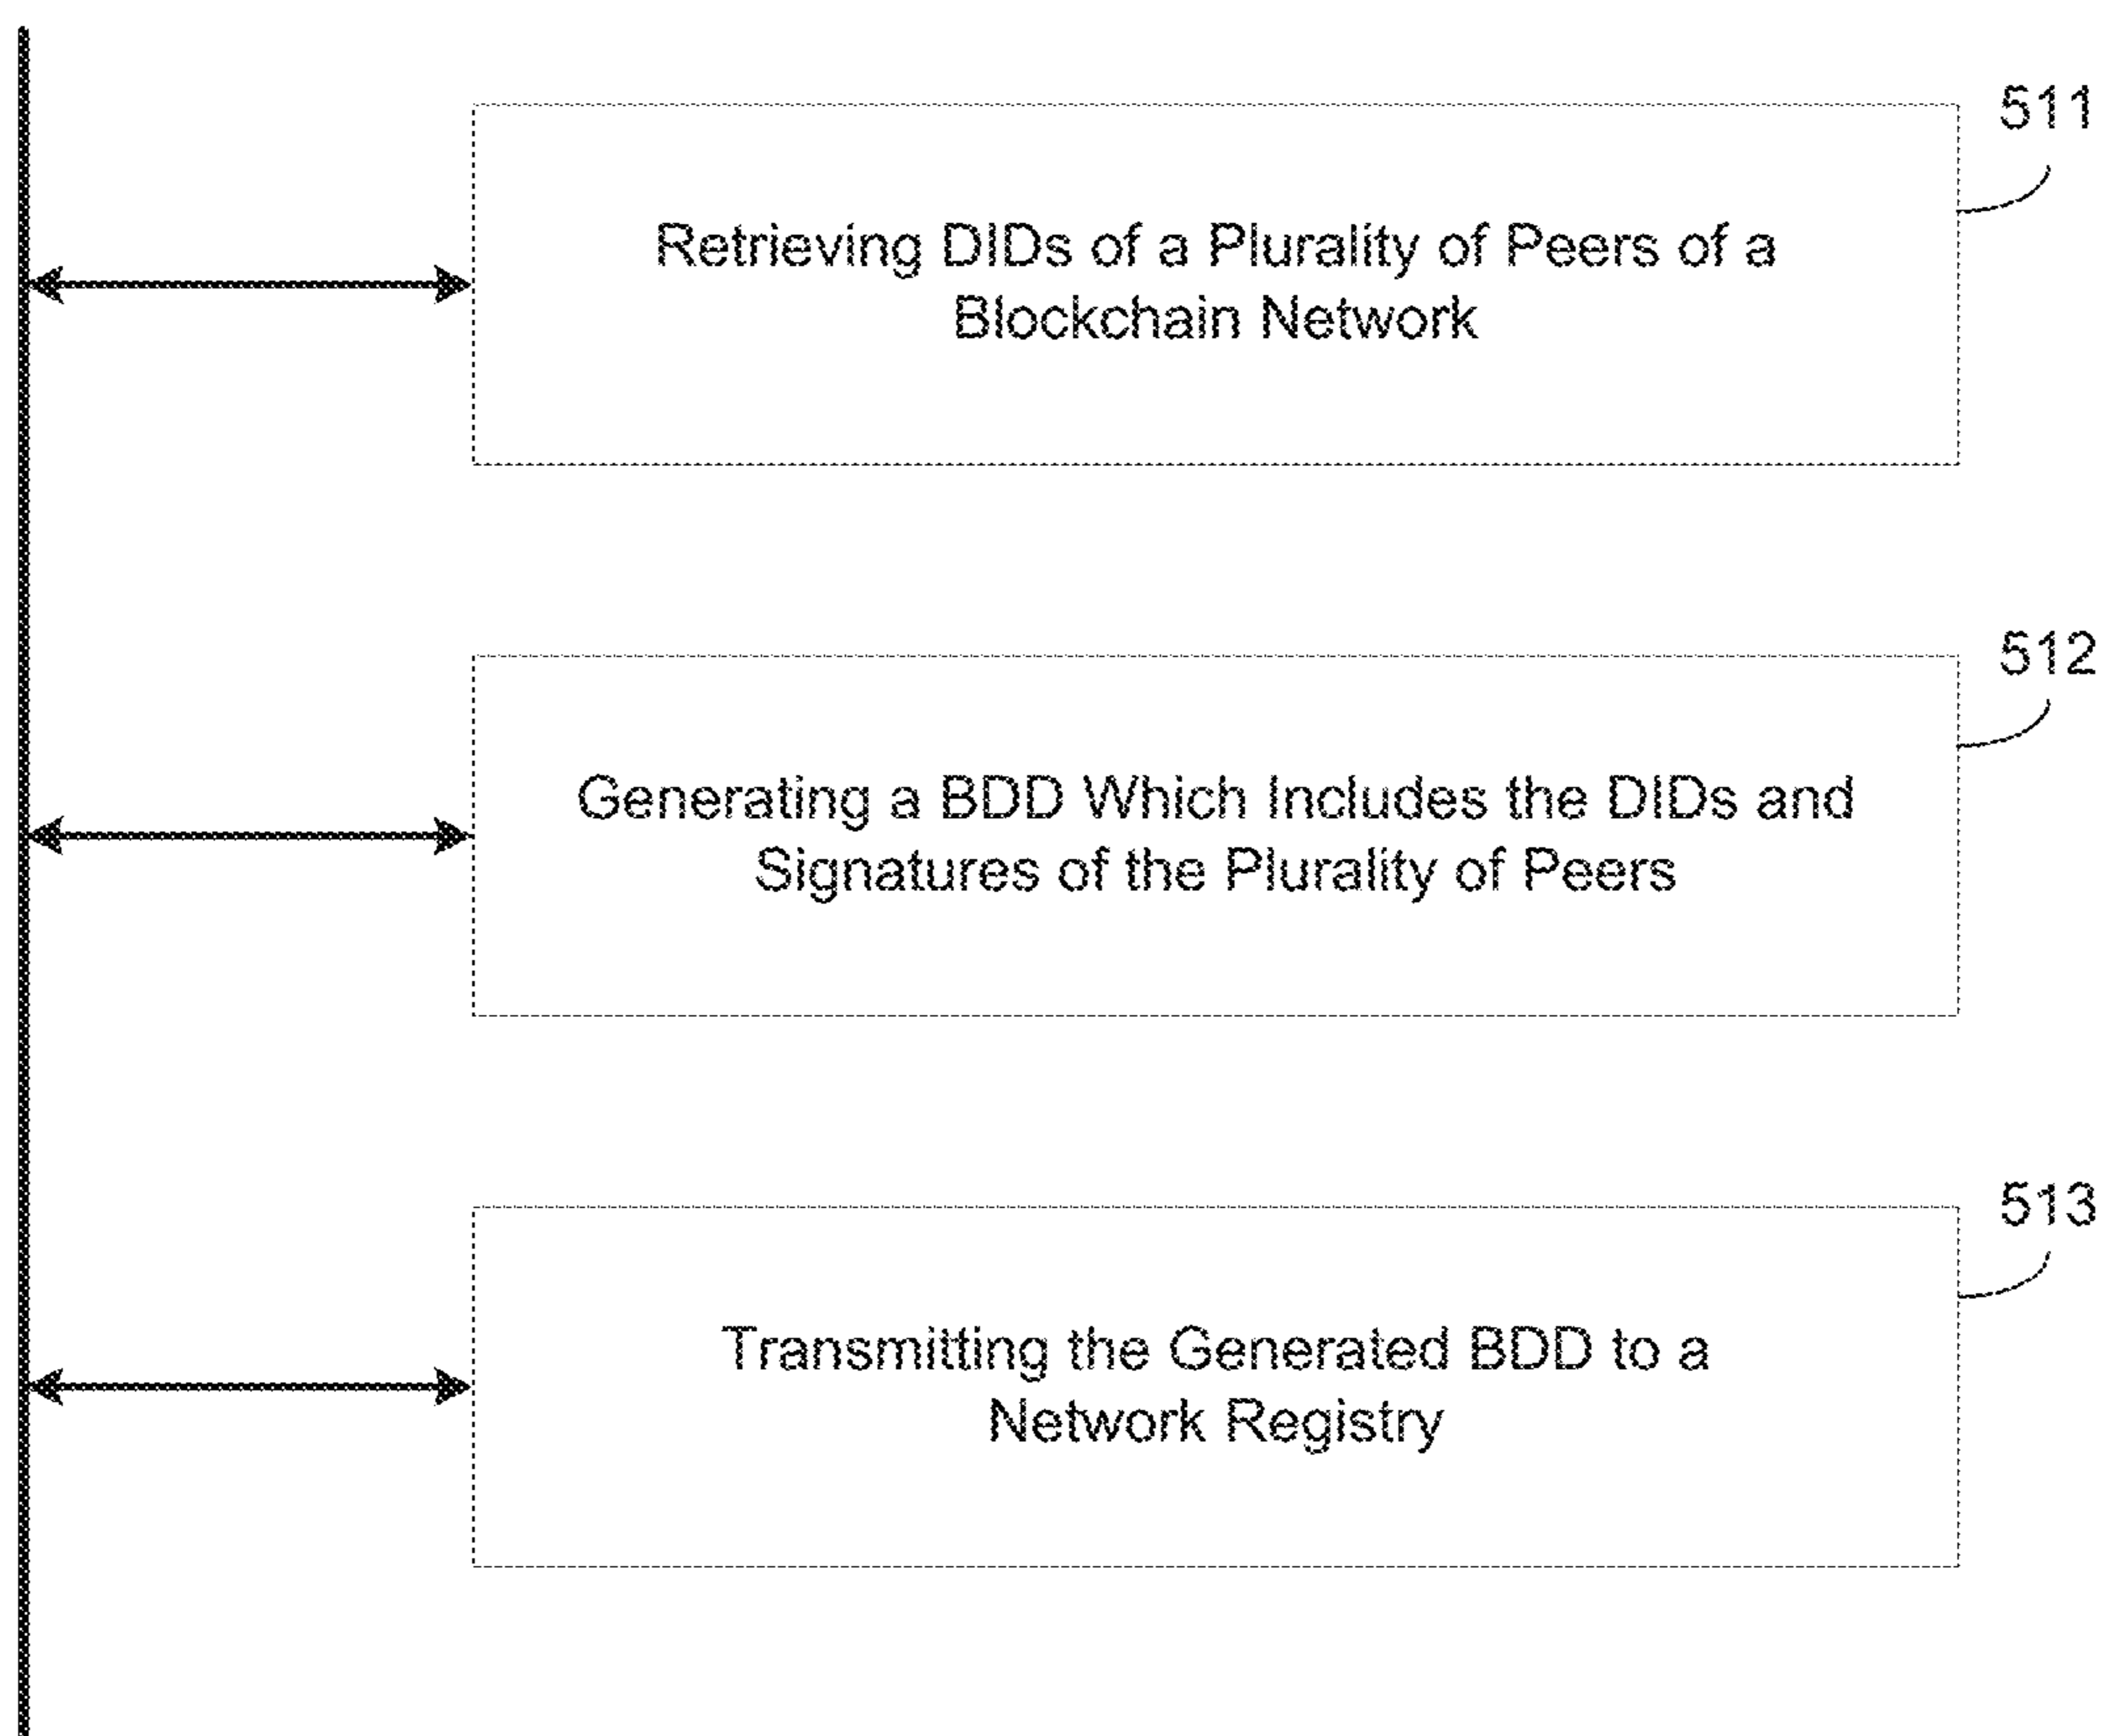 511
Retrieving DIDs of a Plurality of Peers of a
Blockchain Network
512
Generating a BDD Which Includes the DIDs and
Signatures of the Plurality of Peers
513
Transmitting the Generated BDD to a
Network Registry